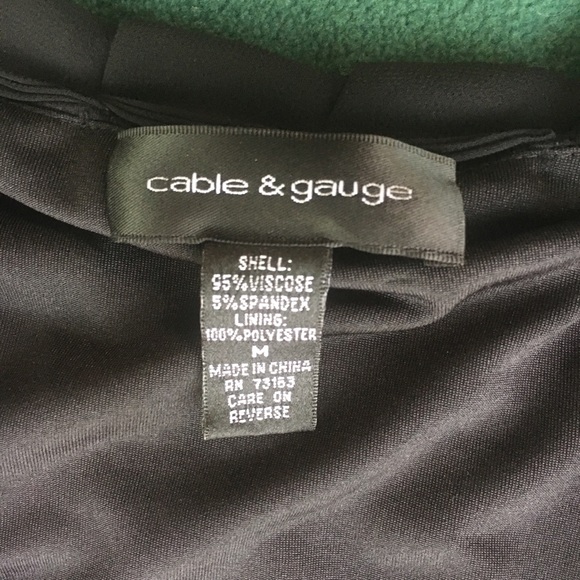 cable & gauge
SHELL:
95%VISCOSE
5%SPANDEX
LINING:
100%POLYESTER
M
MADE IN CHINA
RN 73163
CARE ON
REVERSE